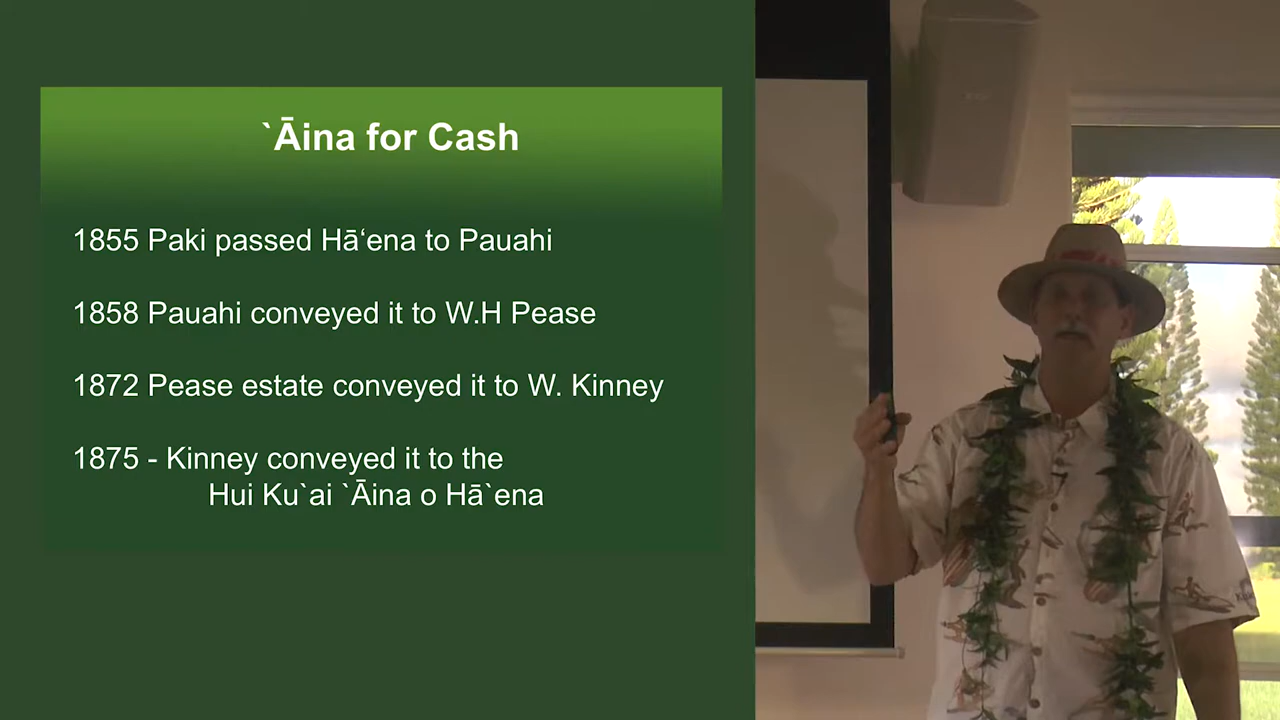 `Āina for Cash
1855 Paki passed Hā‘ena to Pauahi
1858 Pauahi conveyed it to W.H Pease
1872 Pease estate conveyed it to W. Kinney
1875 - Kinney conveyed it to the
Hui Ku`ai `Āina o Hā`ena